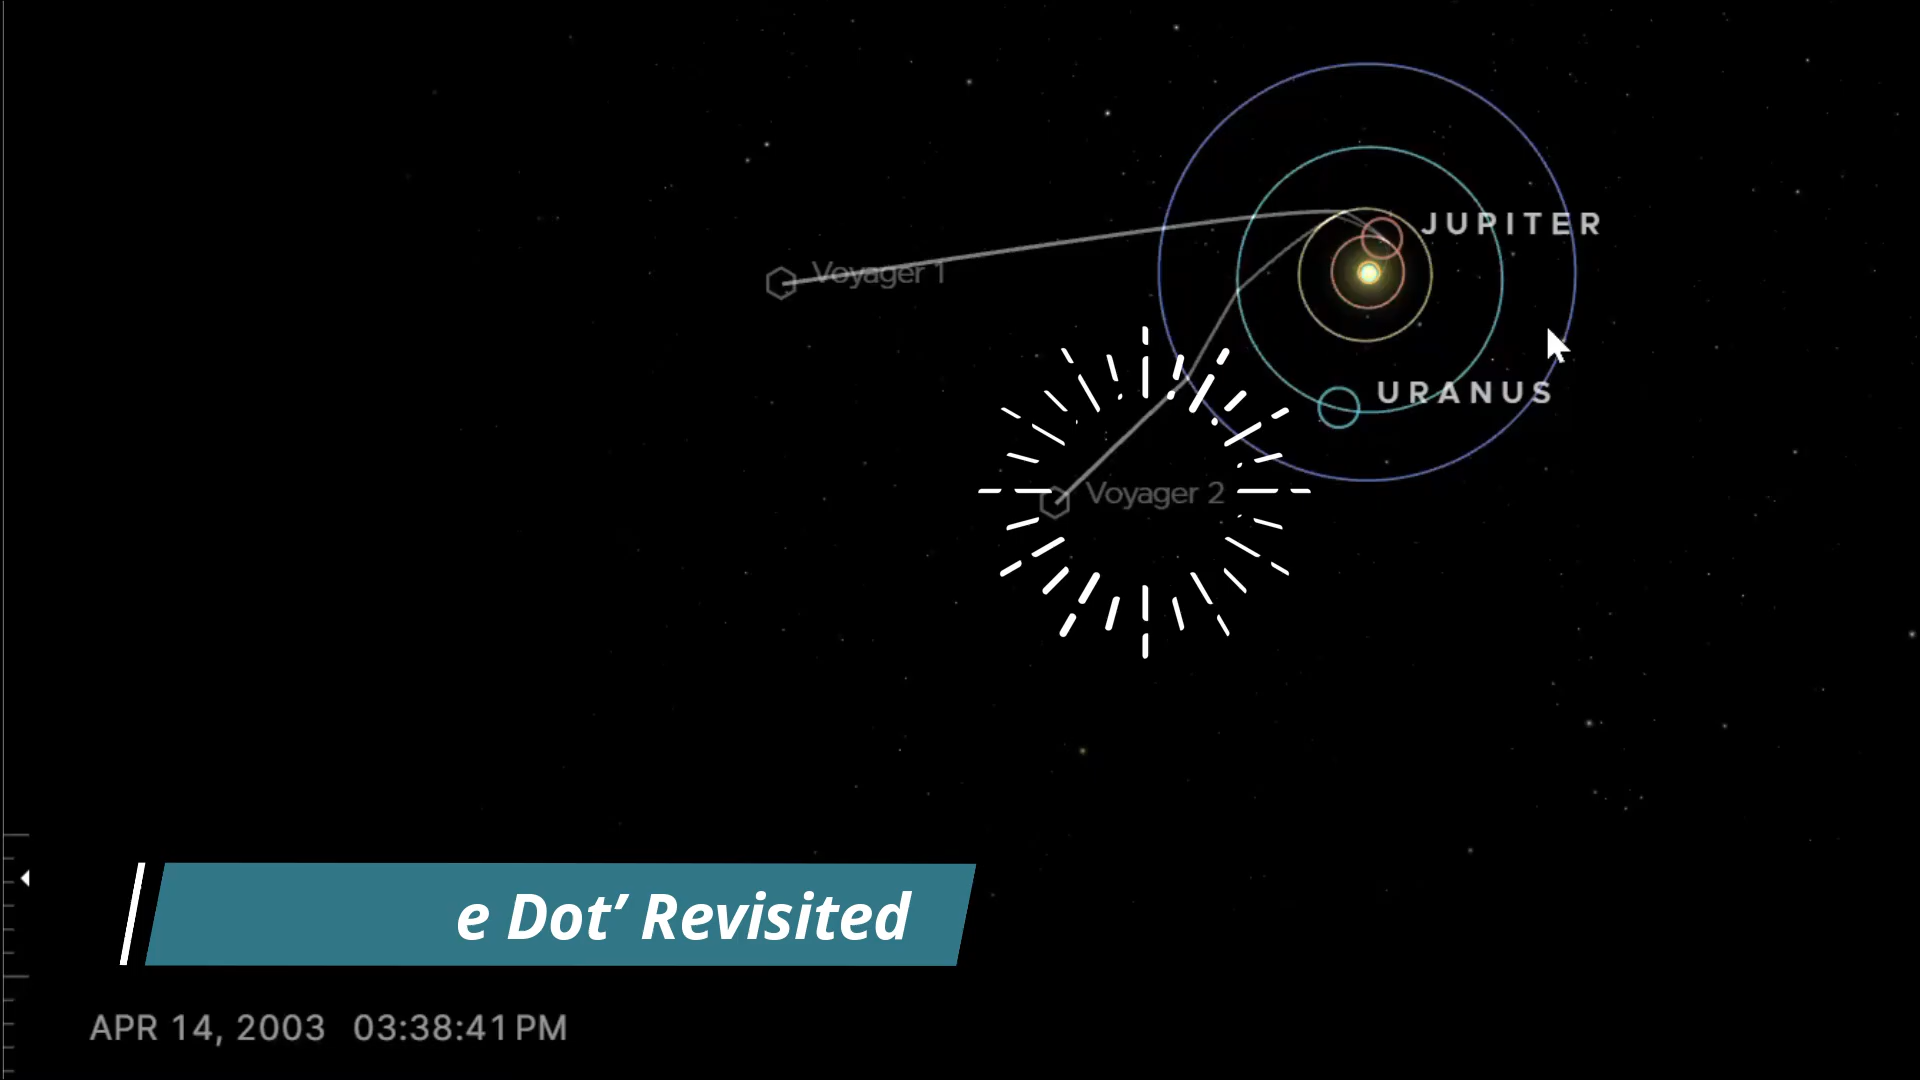 JUPITER
Voyager 1
URANUS
Voyager 2
e Dot’ Revisited
APR 14, 2003 03:38:41 PM